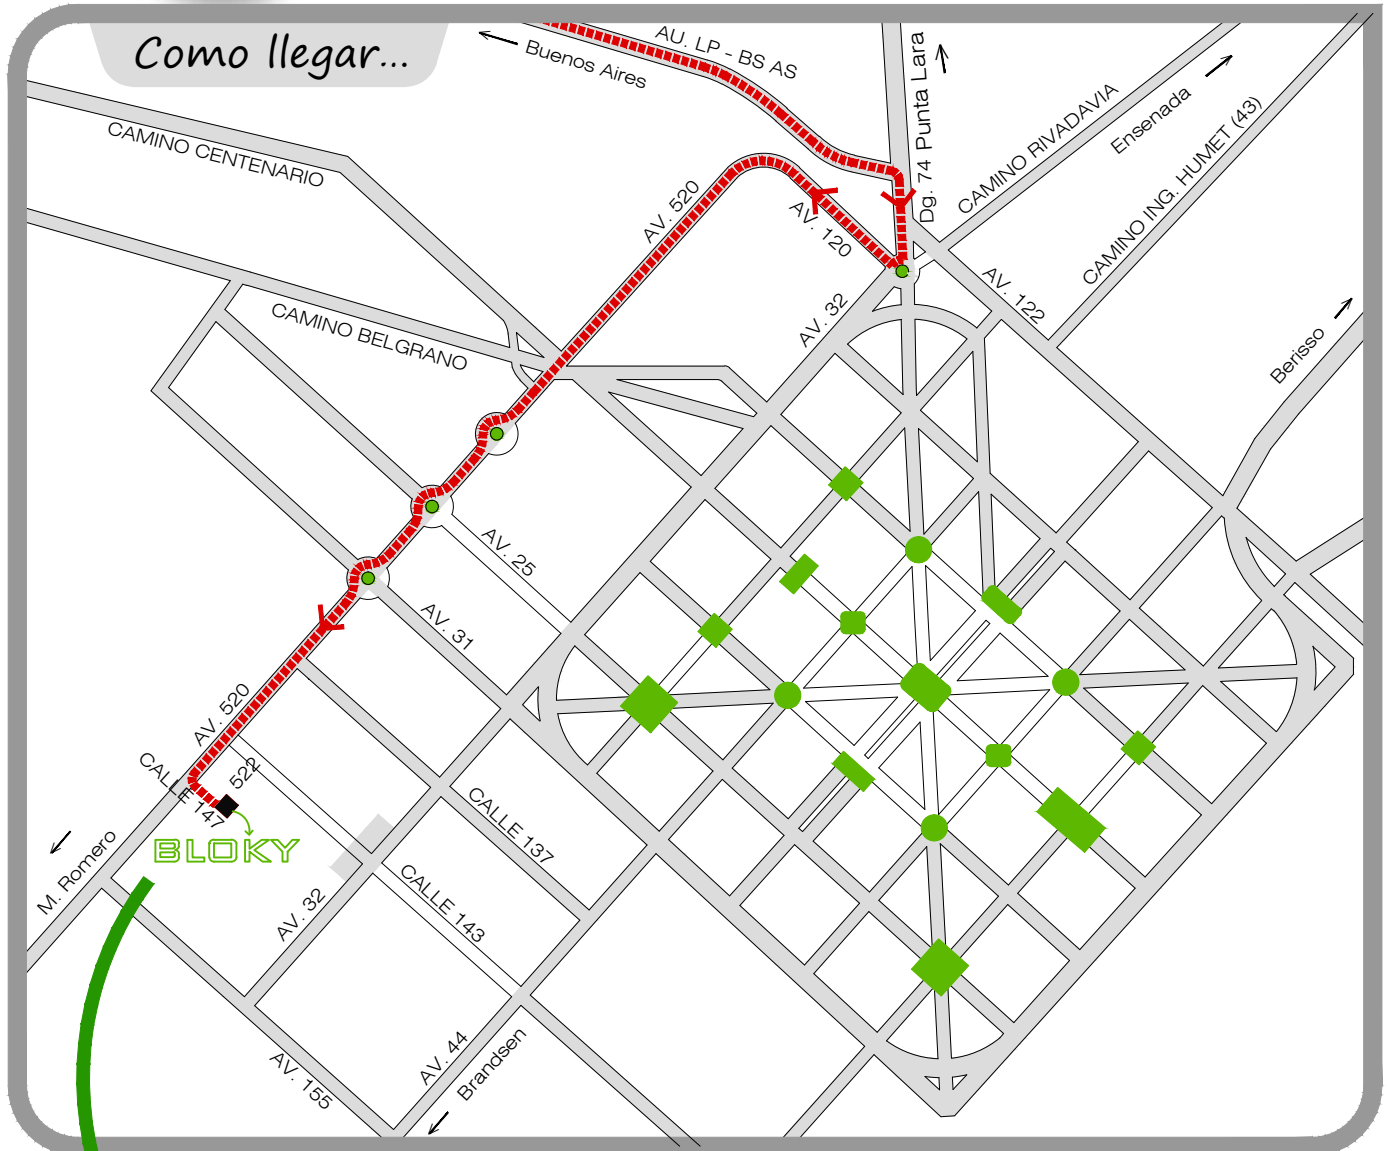 Como llegar...
AU. LP - BS AS
Buenos Aires
Dg. 74 Punta Lara
CAMINO RIVADAVIA
Ensenada
CAMINO ING. HUMET (43)
CAMINO CENTENARIO
AV. 520
AV. 120
AV. 122
AV. 32
CAMINO BELGRANO
Berisso
AV. 25
AV. 31
AV. 520
CALLE 147
522
BLOKY
CALLE 137
M. Romero
AV. 32
CALLE 143
AV. 155
AV. 44
Brandsen